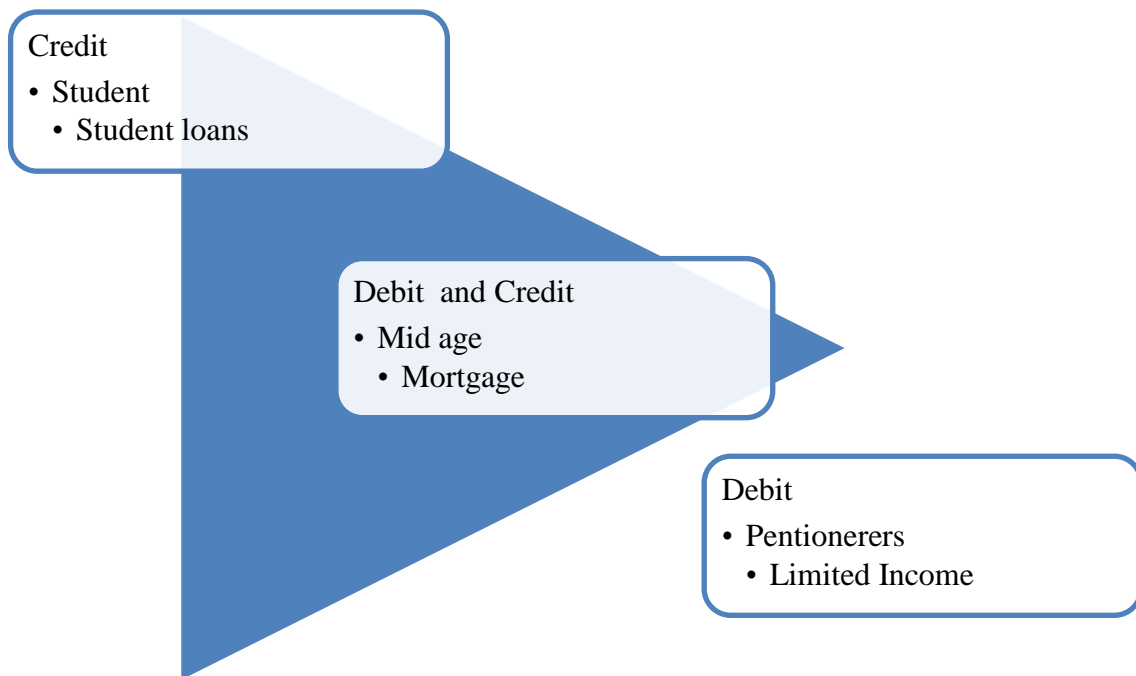 Credit
• Student
• Student loans
Debit and Credit
• Mid age
• Mortgage
Debit
• Pentionerers
• Limited Income